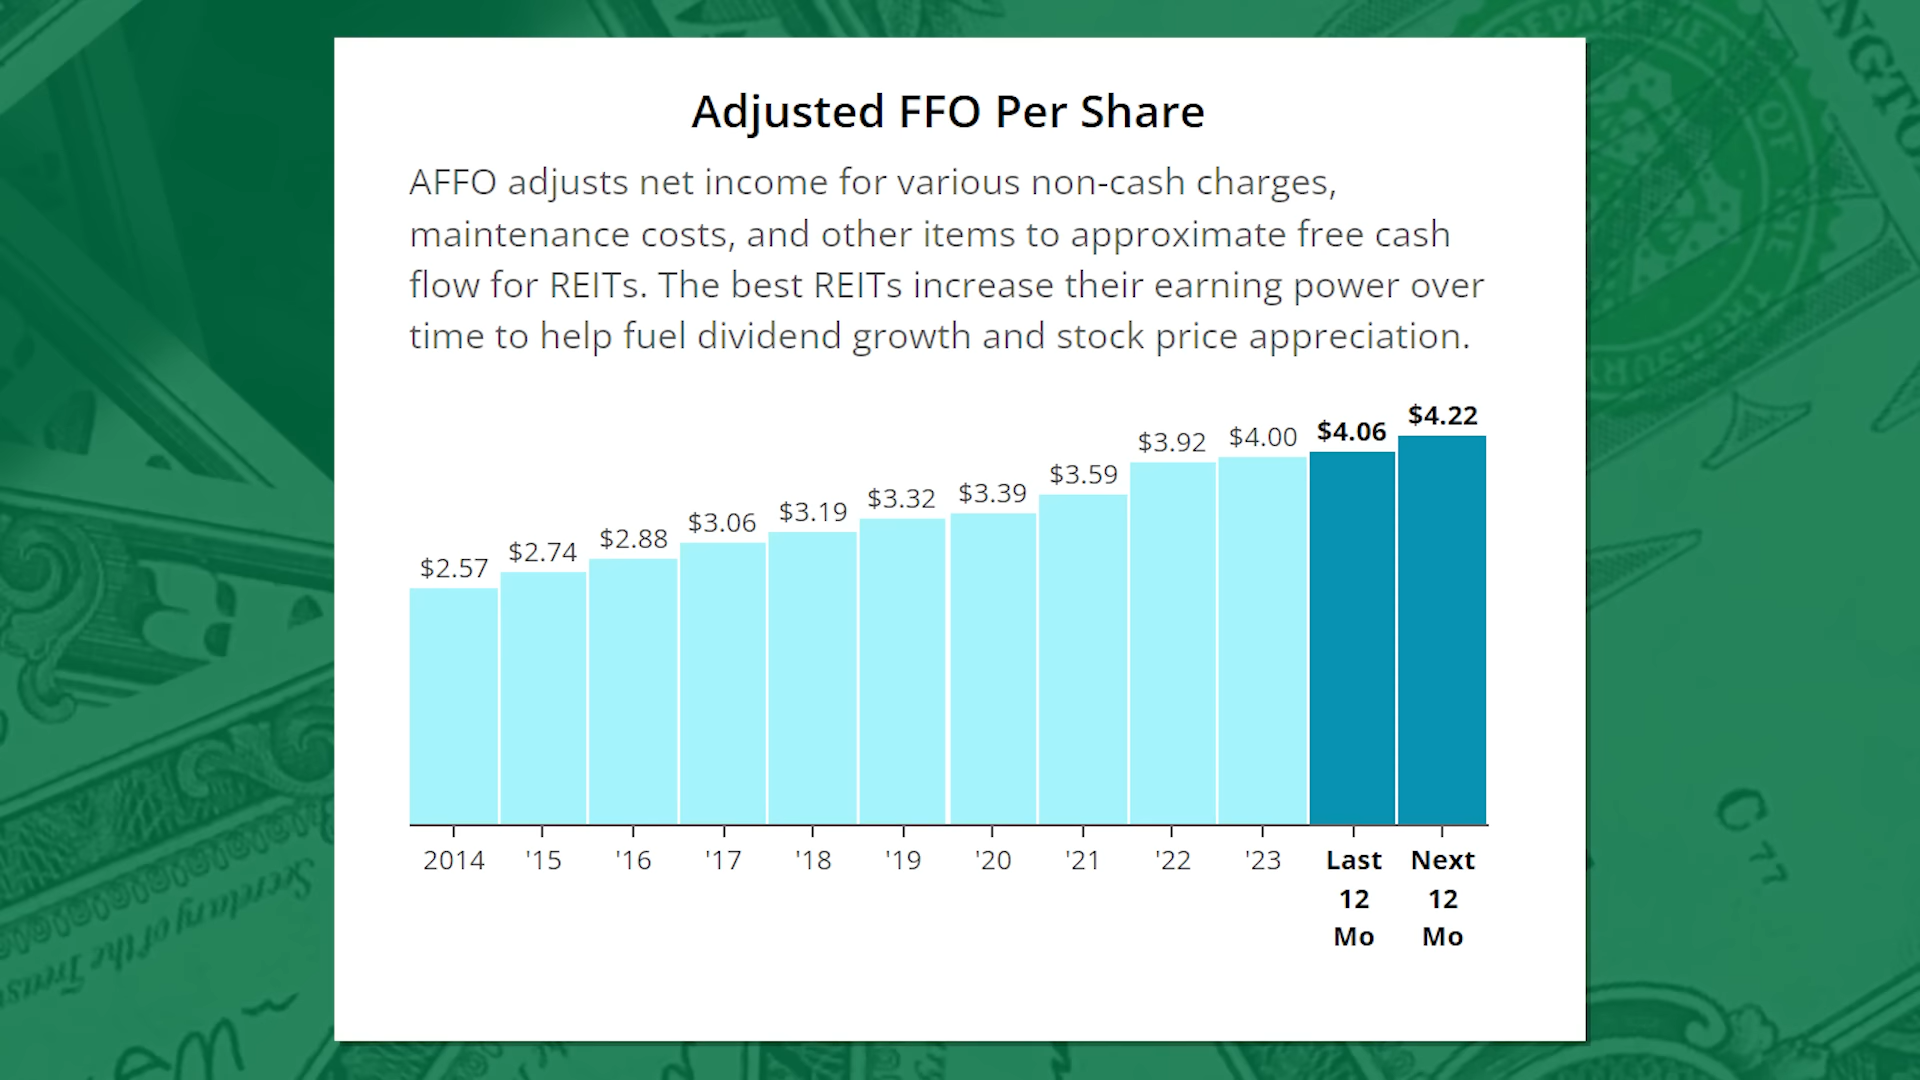 Adjusted FFO Per Share
AFFO adjusts net income for various non-cash charges,
maintenance costs, and other items to approximate free cash
flow for REITs. The best REITs increase their earning power over
time to help fuel dividend growth and stock price appreciation.
$2.57 $2.74 $2.88 $3.06 $3.19 $3.32 $3.39 $3.59 $3.92 $4.00 $4.06 $4.22
2014 '15 '16 '17 '18 '19 '20 '21 '22 '23 Last Next
12 12
Mo Mo
Secretary of the